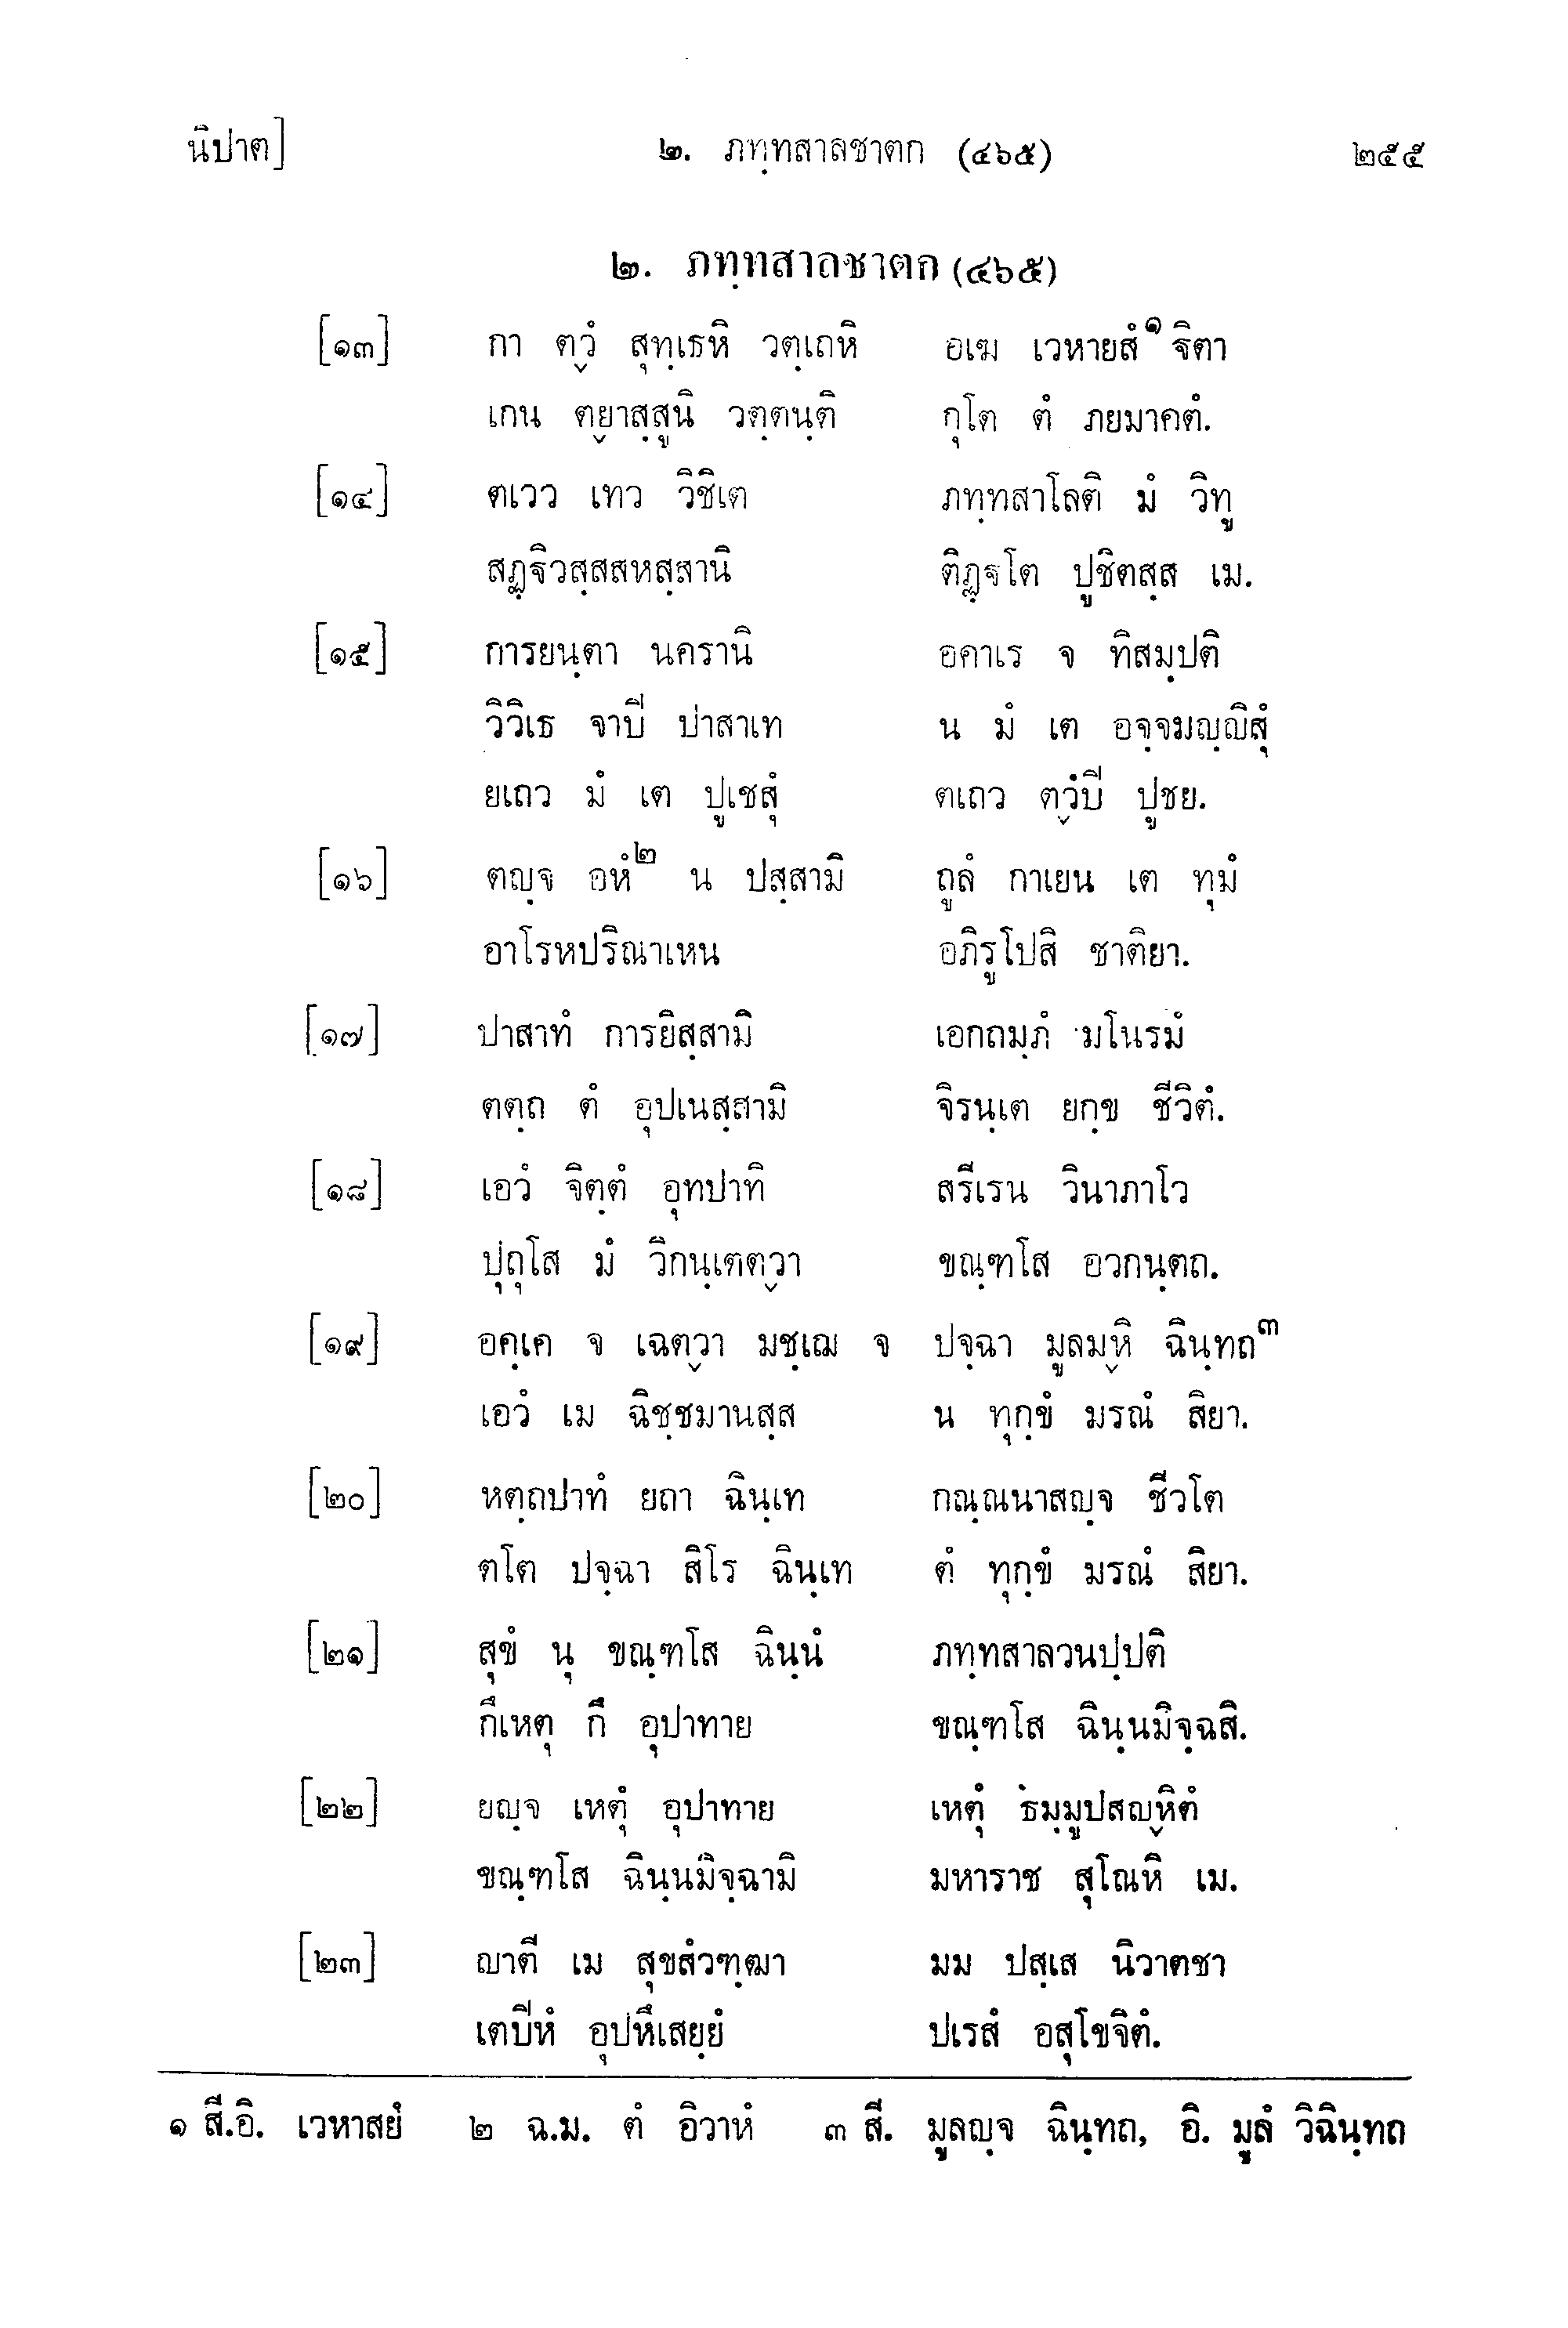 นิปาต] ๒. ภทฺทสาลชาตก (๔๖๕) ๒๕๕
๒. ภทฺทสาลชาตก (๔๖๕)
[๑๓] กา ตฺวํ สุทฺเธหิ วตฺเถหิ อเฆ เวหายสํ๑ ฐิตา
เกน ตฺยาสฺสูนิ วตฺตนฺติ กุโต ตํ ภยมาคตํ.
[๑๔] ตเวว เทว วิชิเต ภทฺทสาโลติ มํ วิทู
สฏฺฐิวสฺสสหสฺสานิ ติฏฺฐโต ปูชิตสฺส เม.
[๑๕] การยนฺตา นครานิ อคาเร จ ทิสมฺปติ
วิวิเธ จาปิ ปาสาเท น มํ เต อจฺจมญฺญิสุํ
ยเถว มํ เต ปูเชสุํ ตเถว ตฺวํปิ ปูชย.
[๑๖] ตญฺจ อหํ๒ น ปสฺสามิ ถูลํ กาเยน เต ทุมํ
อาโรหปริณาเหน อภิรูโปสิ ชาติยา.
[๑๗] ปาสาทํ การยิสฺสามิ เอกถมฺภํ มโนรมํ
ตตฺถ ตํ อุปเนสฺสามิ จิรนฺเต ยกฺข ชีวิตํ.
[๑๘] เอวํ จิตฺตํ อุทปาทิ สรีเรน วินาภาโว
ปุถุโส มํ วิกนฺเตตฺวา ขณฺฑโส อวกนฺตถ.
[๑๙] อคฺเค จ เฉตฺวา มชฺเฌ จ ปจฺฉา มูลมฺหิ ฉินฺทถ๓
เอวํ เม ฉิชฺชมานสฺส น ทุกฺขํ มรณํ สิยา.
[๒๐] หตฺถปาทํ ยถา ฉินฺเท กณฺณนาสญฺจ ชีวโต
ตโต ปจฺฉา สิโร ฉินฺเท ตํ ทุกฺขํ มรณํ สิยา.
[๒๑] สุขํ นุ ขณฺฑโส ฉินฺนํ ภทฺทสาลวนปฺปติ
กึเหตุ กึ อุปาทาย ขณฺฑโส ฉินฺนมิจฺฉสิ.
[๒๒] ยญฺจ เหตุํ อุปาทาย เหตุํ ธมฺมูปสญฺหิตํ
ขณฺฑโส ฉินฺนมิจฺฉามิ มหาราช สุโณหิ เม.
[๒๓] ญาตี เม สุขสํวฑฺฒา มม ปสฺเส นิวาตชา
เตปิหํ อุปหึเสยฺยํ ปเรสํ อสุโขจิตํ.
๑ สี.อิ. เวหาสยํ ๒ ฉ.ม. ตํ อิวาหํ ๓ สี. มูลญฺจ ฉินฺทถ, อิ. มูลํ วิฉินฺทถ